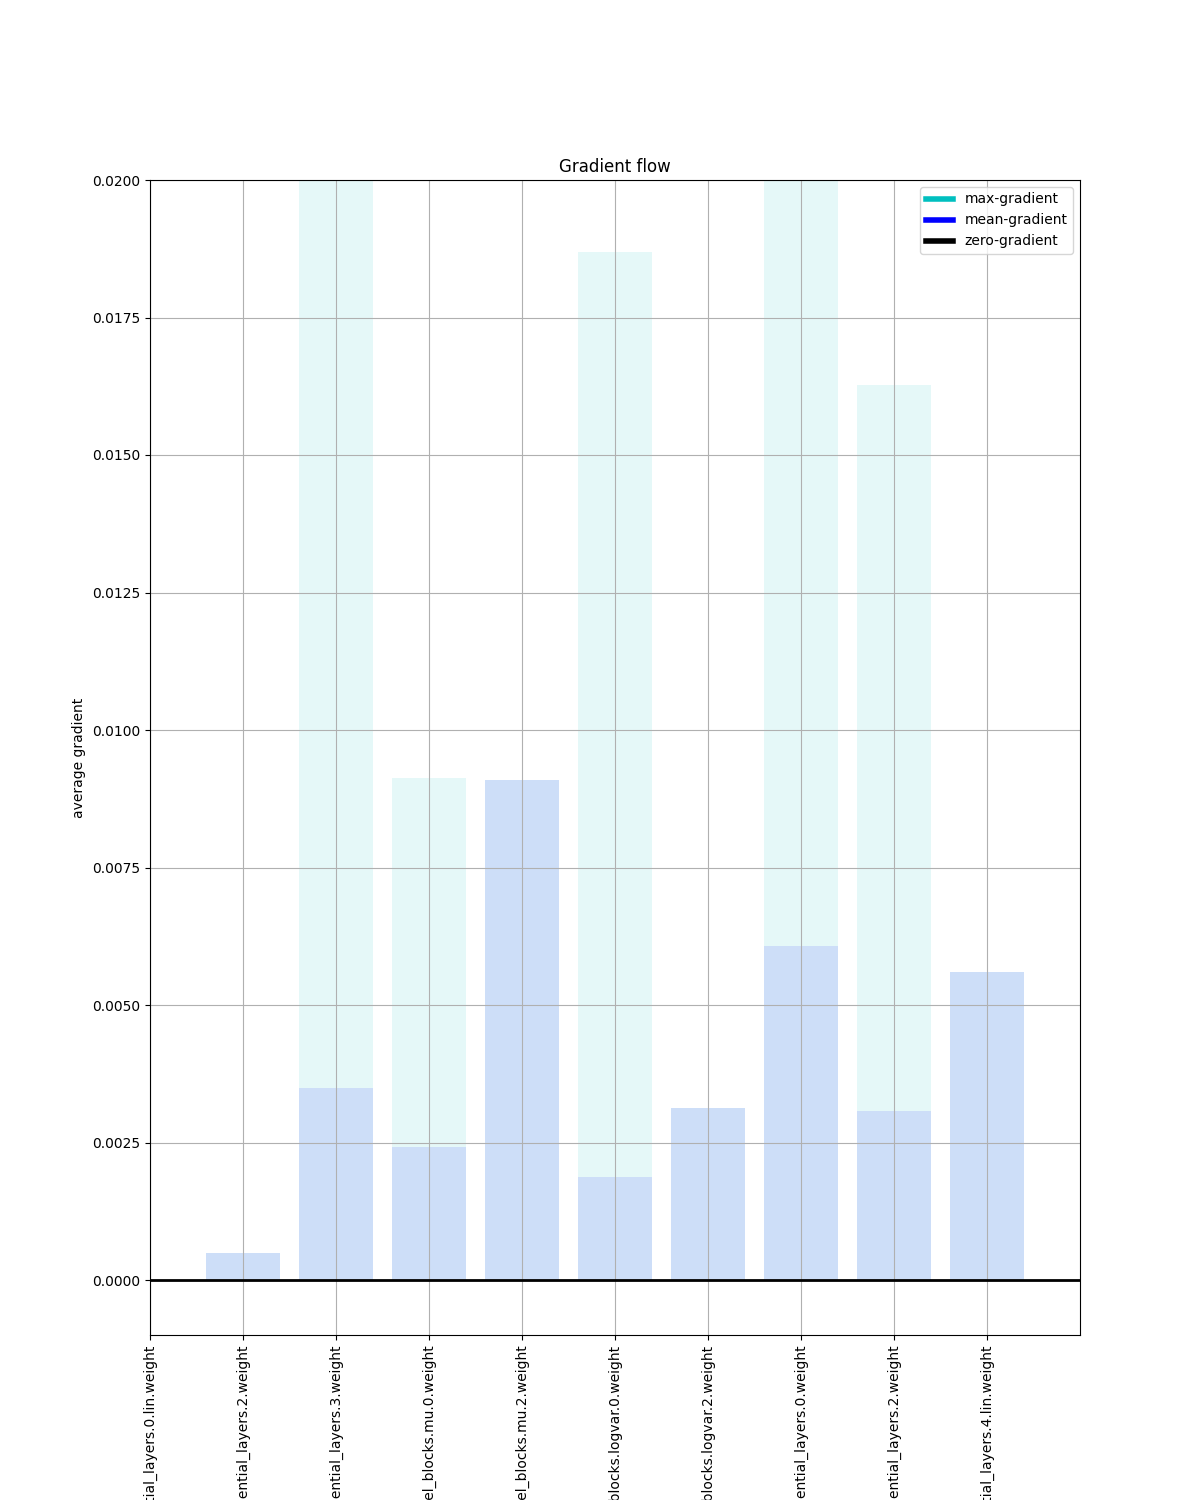 Gradient flow
max-gradient
mean-gradient
zero-gradient
0.0200
0.0175
0.0150
0.0125
0.0100
0.0075
0.0050
0.0025
0.0000
average gradient
tial_layers.0.lin.weight
ential_layers.2.weight
ential_layers.3.weight
el_blocks.mu.0.weight
el_blocks.mu.2.weight
blocks.logvar.0.weight
blocks.logvar.2.weight
ential_layers.0.weight
ential_layers.2.weight
tial_layers.4.lin.weight